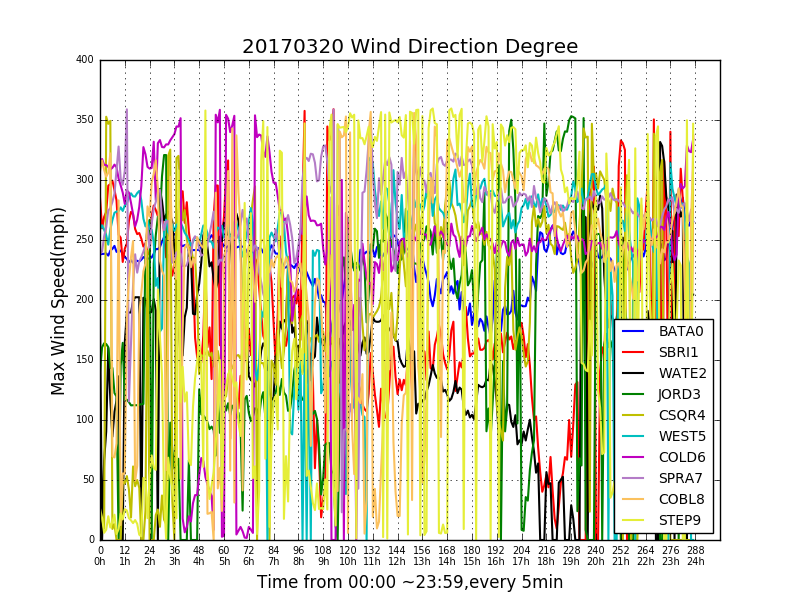 20170320 Wind Direction Degree
Max Wind Speed(mph)
400
350
300
250
200
150
100
50
0
BATA0
SBRI1
WATE2
JORD3
CSQR4
WEST5
COLD6
SPRA7
COBL8
STEP9
0 12 24 36 48 60 72 84 96 108 120 132 144 156 168 180 192 204 216 228 240 252 264 276 288
0h 1h 2h 3h 4h 5h 6h 7h 8h 9h 10h 11h 12h 13h 14h 15h 16h 17h 18h 19h 20h 21h 22h 23h 24h
Time from 00:00 ~23:59,every 5min